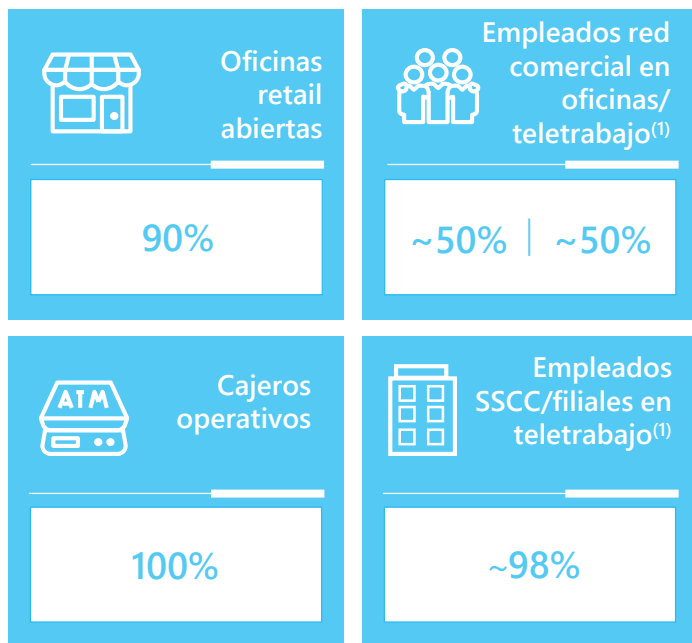 Oficinas
retail
abiertas
90%
Empleados red
comercial en
oficinas/
teletrabajo(1)
~50% | ~50%
ATM
Cajeros
operativos
100%
Empleados
SSCC/filiales en
teletrabajo(1)
~98%